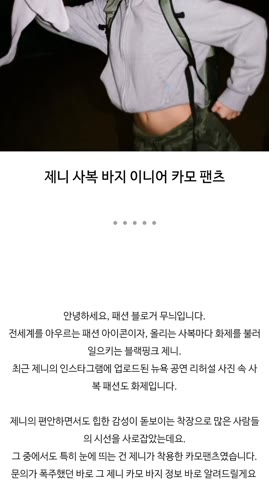 제니 사복 바지 이니어 카모 팬츠
안녕하세요, 패션 블로거 무늬입니다.
전세계를 아우르는 패션 아이콘이자, 올리는 사복마다 화제를 불러
일으키는 블랙핑크 제니.
최근 제니의 인스타그램에 업로드된 뉴욕 공연 리허설 사진 속 사
복 패션도 화제입니다.
제니의 편안하면서도 힙한 감성이 돋보이는 착장으로 많은 사람들
의 시선을 사로잡았는데요.
그 중에서도 특히 눈에 띄는 건 제니가 착용한 카모팬츠였습니다.
문의가 폭주했던 바로 그 제니 카모 바지 정보 바로 알려드릴게요